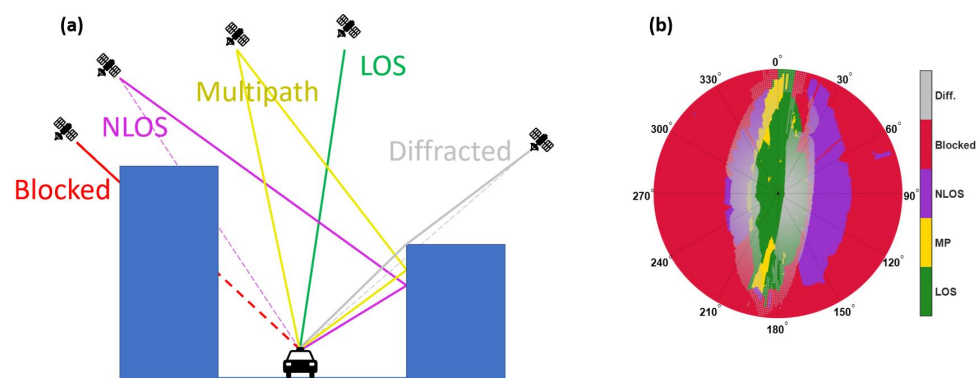 (a)
LOS
Multipath
NLOS
Diffracted
Blocked
(b)
0°
30°
60°
90°
120°
150°
180°
210°
240°
270°
300°
330°
Diff.
Blocked
NLOS
MP
LOS